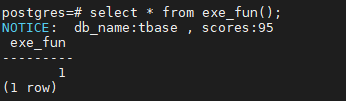 postgres=# select * from exe_fun();
NOTICE:  db_name:tbase , scores:95
 exe_fun
---------
       1
(1 row)